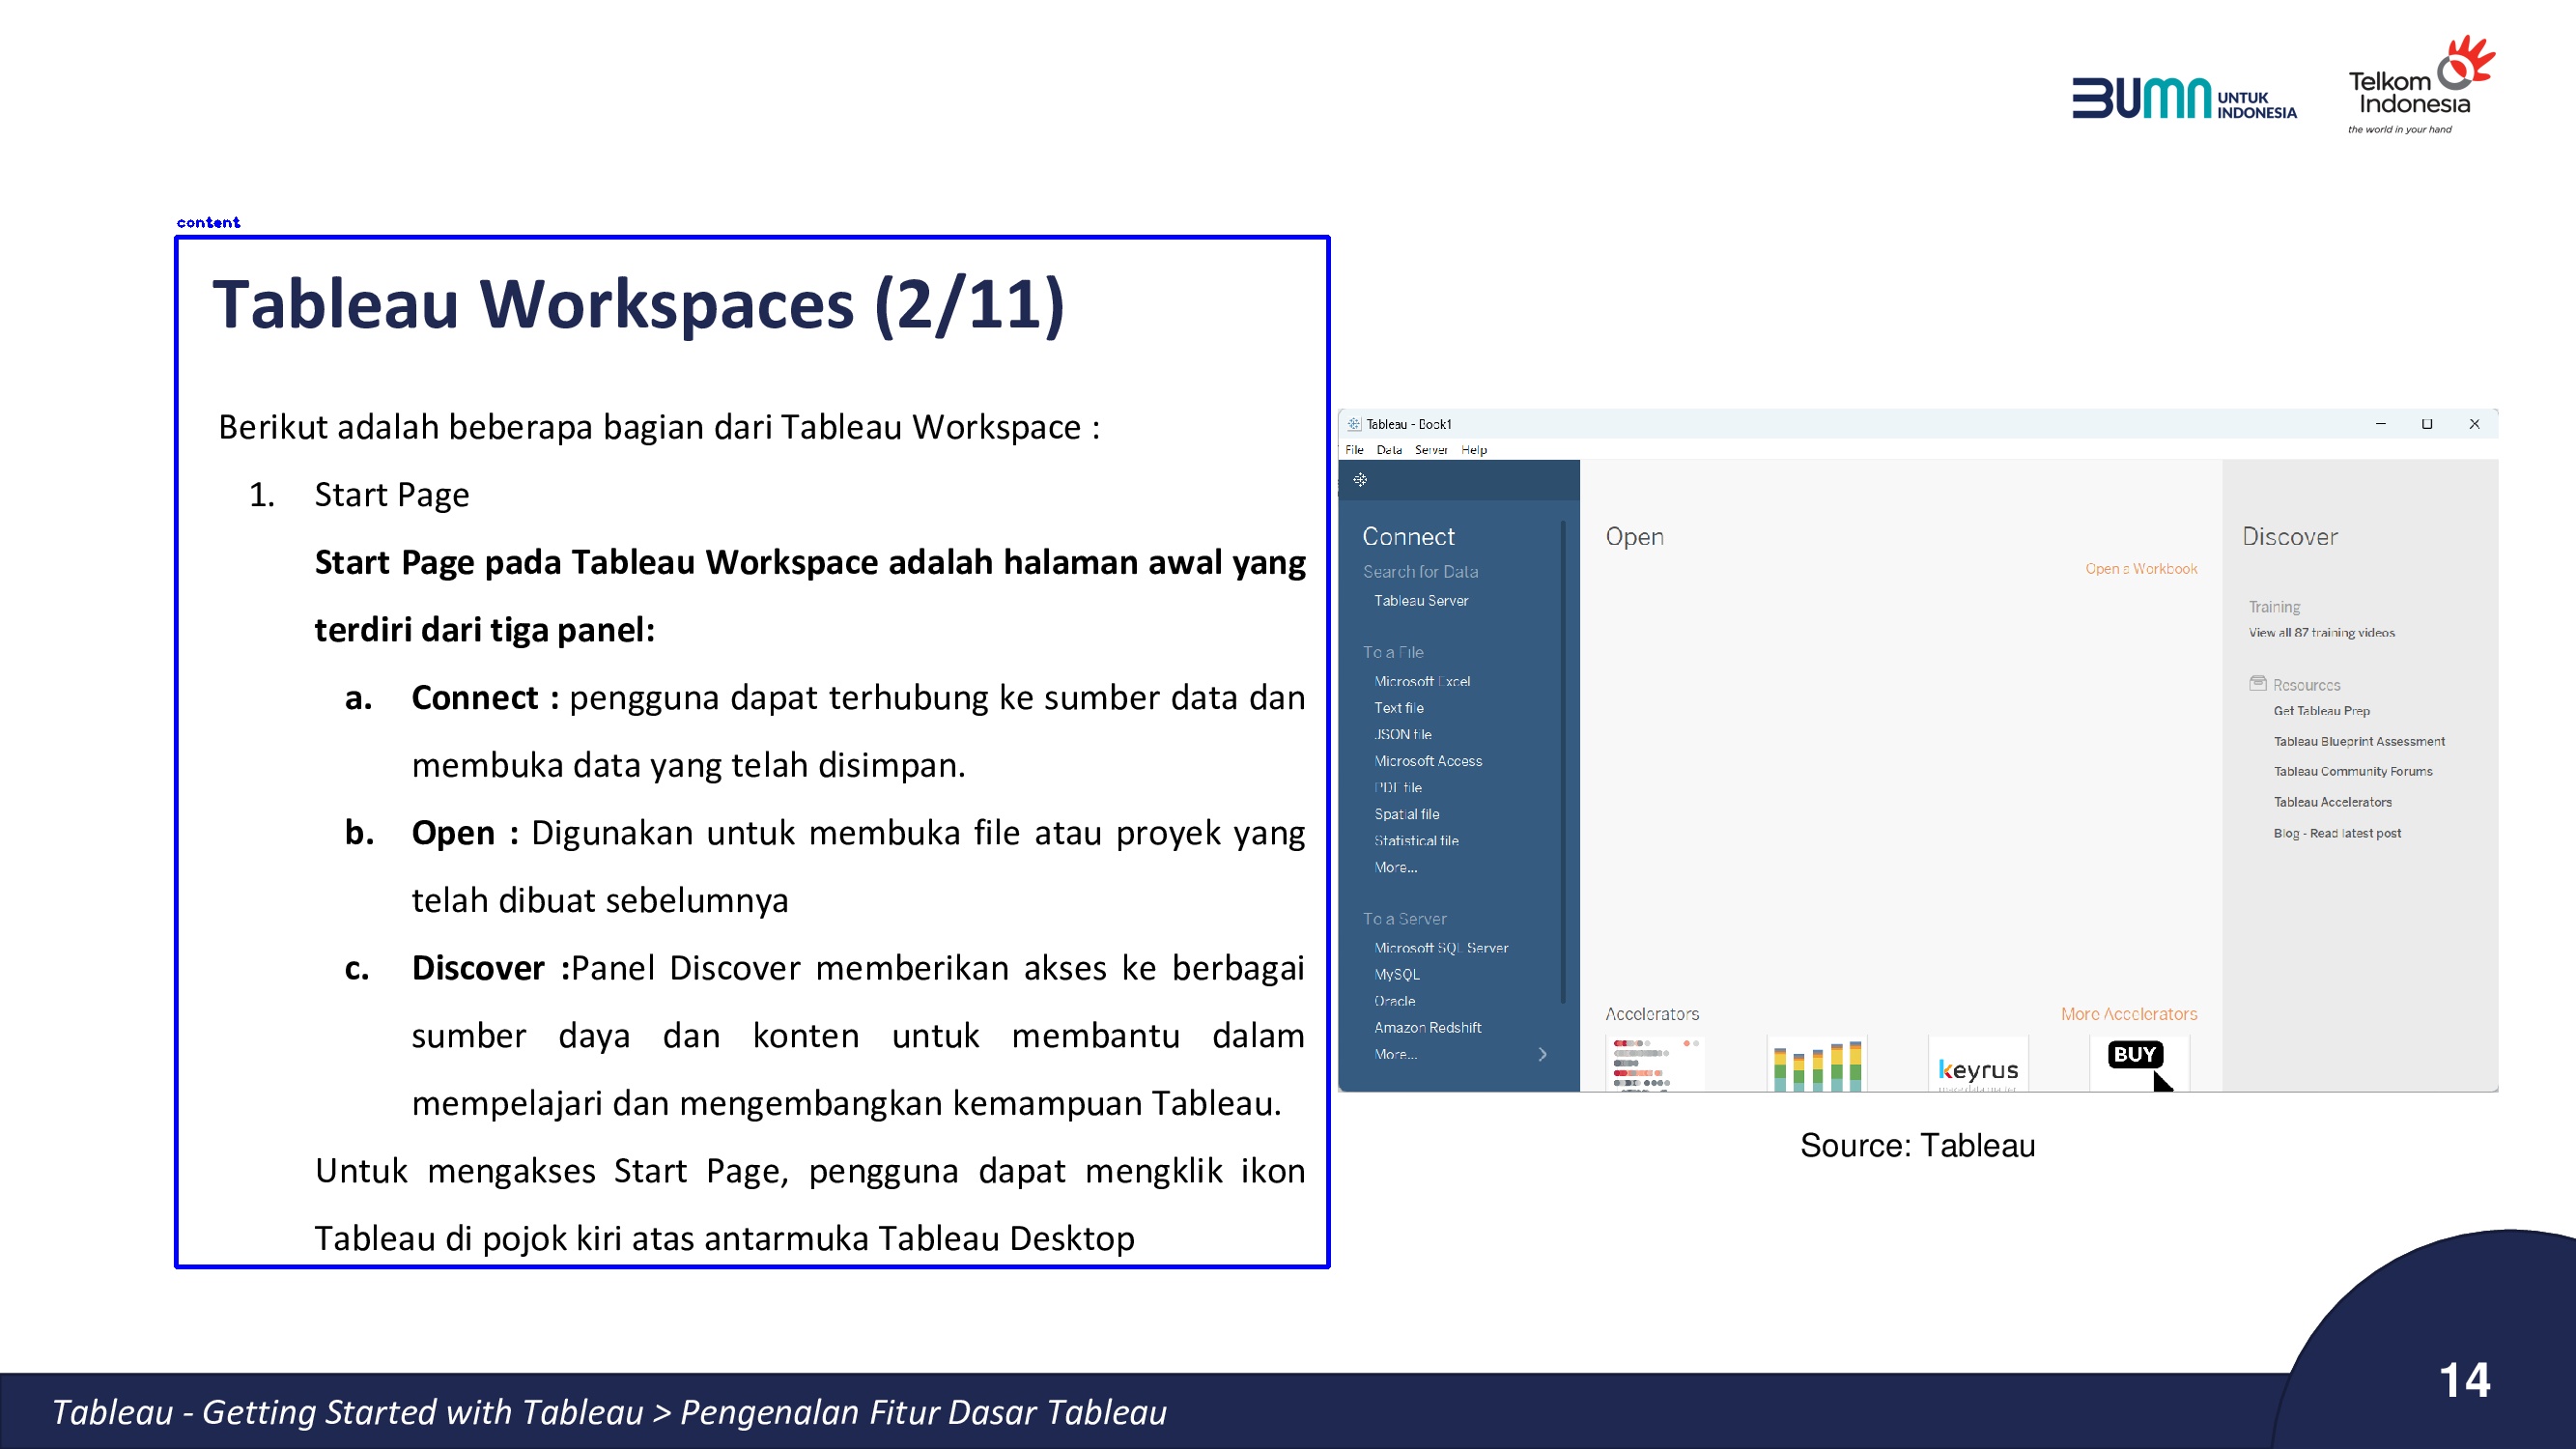 BUMN UNTUK
INDONESIA
Telkom
Indonesia
the world in your hand
content
Tableau Workspaces (2/11)
Berikut adalah beberapa bagian dari Tableau Workspace :
1. Start Page
Start Page pada Tableau Workspace adalah halaman awal yang
terdiri dari tiga panel:
a. Connect : pengguna dapat terhubung ke sumber data dan
membuka data yang telah disimpan.
b. Open : Digunakan untuk membuka file atau proyek yang
telah dibuat sebelumnya
c. Discover :Panel Discover memberikan akses ke berbagai
sumber daya dan konten untuk membantu dalam
mempelajari dan mengembangkan kemampuan Tableau.
Untuk mengakses Start Page, pengguna dapat mengklik ikon
Tableau di pojok kiri atas antarmuka Tableau Desktop
Tableau - Book1
File Data Server Help
Connect
Search for Data
Tableau Server
To a File
Microsoft Excel
Text file
JSON file
Microsoft Access
PDF file
Spatial file
Statistical file
More...
To a Server
Microsoft SQL Server
MySQL
Oracle
Amazon Redshift
More...
Open
Open a Workbook
Accelerators
More Accelerators
keyrus
BUY
Discover
Training
View all 87 training videos
Resources
Get Tableau Prep
Tableau Blueprint Assessment
Tableau Community Forums
Tableau Accelerators
Blog - Read latest post
Source: Tableau
Tableau - Getting Started with Tableau > Pengenalan Fitur Dasar Tableau
14